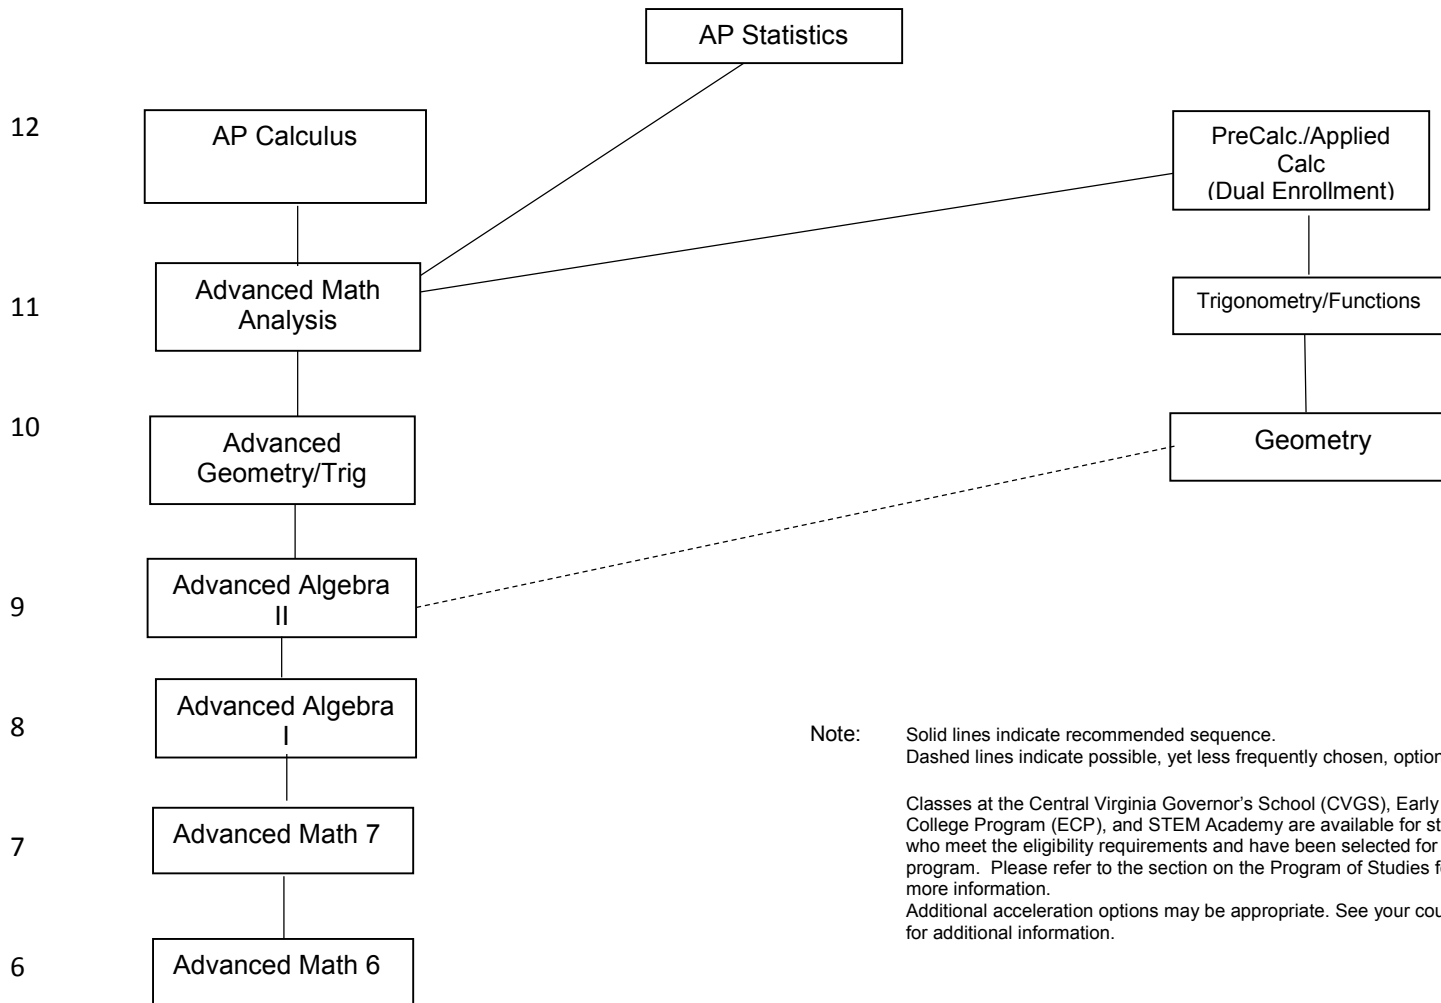 AP Statistics
12
AP Calculus
PreCalc./Applied
Calc
(Dual Enrollment)
11
Advanced Math
Analysis
Trigonometry/Functions
10
Advanced
Geometry/Trig
Geometry
9
Advanced Algebra
II
8
Advanced Algebra
I
Note: Solid lines indicate recommended sequence.
Dashed lines indicate possible, yet less frequently chosen, option
Classes at the Central Virginia Governor’s School (CVGS), Early
College Program (ECP), and STEM Academy are available for st
who meet the eligibility requirements and have been selected for
program. Please refer to the section on the Program of Studies f
more information.
Additional acceleration options may be appropriate. See your cou
for additional information.
7
Advanced Math 7
6
Advanced Math 6